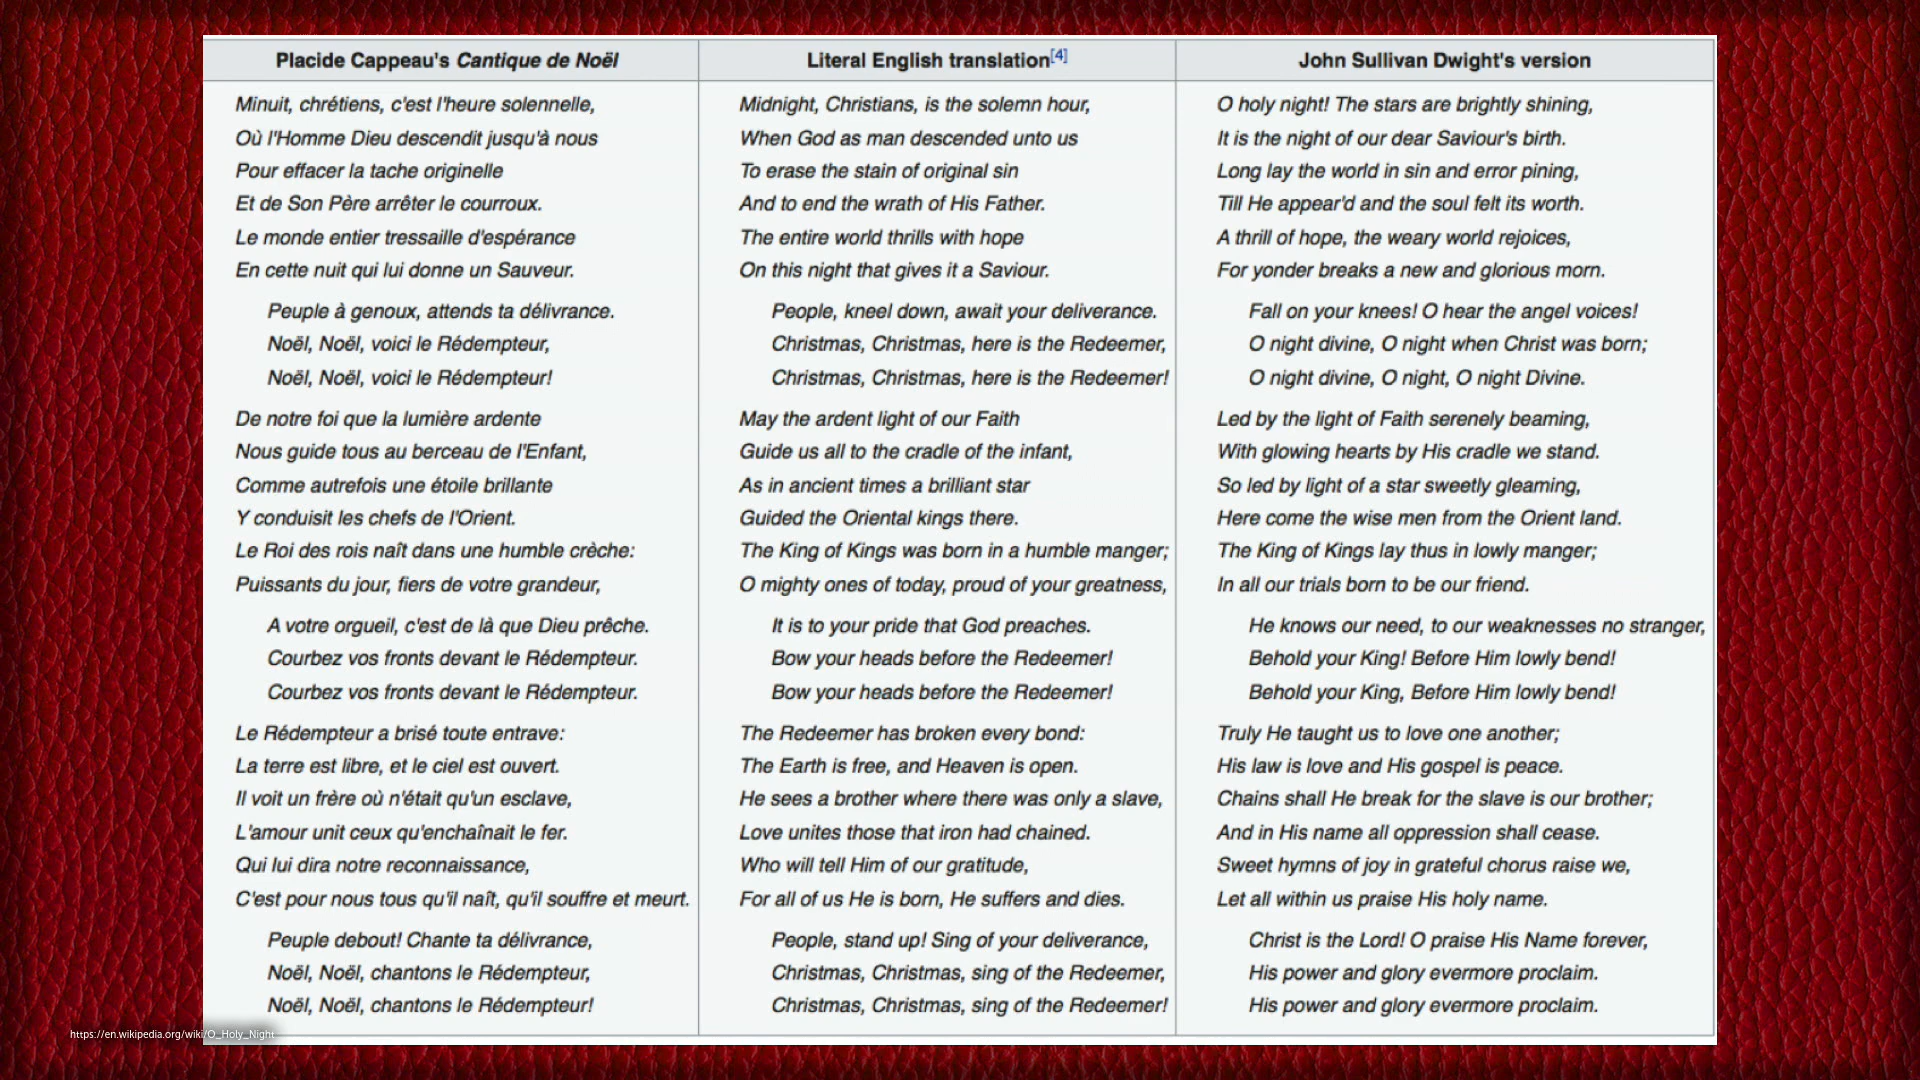 Placide Cappeau's Cantique de Noël
Minuit, chrétiens, c'est l'heure solennelle,
Où l'Homme Dieu descendit jusqu'à nous
Pour effacer la tache originelle
Et de Son Père arrêter le courroux.
Le monde entier tressaille d'espérance
En cette nuit qui lui donne un Sauveur.
Peuple à genoux, attends ta délivrance.
Noël, Noël, voici le Rédempteur,
Noël, Noël, voici le Rédempteur!
De notre foi que la lumière ardente
Nous guide tous au berceau de l'Enfant,
Comme autrefois une étoile brillante
Y conduisit les chefs de l'Orient.
Le Roi des rois naît dans une humble crèche:
Puissants du jour, fiers de votre grandeur,
A votre orgueil, c'est de là que Dieu prêche.
Courbez vos fronts devant le Rédempteur.
Courbez vos fronts devant le Rédempteur.
Le Rédempteur a brisé toute entrave:
La terre est libre, et le ciel est ouvert.
Il voit un frère où n'était qu'un esclave,
L'amour unit ceux qu'enchaînait le fer.
Qui lui dira notre reconnaissance,
C'est pour nous tous qu'il naît, qu'il souffre et meurt.
Peuple debout! Chante ta délivrance,
Noël, Noël, chantons le Rédempteur,
Noël, Noël, chantons le Rédempteur!
Literal English translation[4]
Midnight, Christians, is the solemn hour,
When God as man descended unto us
To erase the stain of original sin
And to end the wrath of His Father.
The entire world thrills with hope
On this night that gives it a Saviour.
People, kneel down, await your deliverance.
Christmas, Christmas, here is the Redeemer,
Christmas, Christmas, here is the Redeemer!
May the ardent light of our Faith
Guide us all to the cradle of the infant,
As in ancient times a brilliant star
Guided the Oriental kings there.
The King of Kings was born in a humble manger;
O mighty ones of today, proud of your greatness,
It is to your pride that God preaches.
Bow your heads before the Redeemer!
Bow your heads before the Redeemer!
The Redeemer has broken every bond:
The Earth is free, and Heaven is open.
He sees a brother where there was only a slave,
Love unites those that iron had chained.
Who will tell Him of our gratitude,
For all of us He is born, He suffers and dies.
People, stand up! Sing of your deliverance,
Christmas, Christmas, sing of the Redeemer,
Christmas, Christmas, sing of the Redeemer!
John Sullivan Dwight's version
O holy night! The stars are brightly shining,
It is the night of our dear Saviour's birth.
Long lay the world in sin and error pining,
Till He appear'd and the soul felt its worth.
A thrill of hope, the weary world rejoices,
For yonder breaks a new and glorious morn.
Fall on your knees! O hear the angel voices!
O night divine, O night when Christ was born;
O night divine, O night, O night Divine.
Led by the light of Faith serenely beaming,
With glowing hearts by His cradle we stand.
So led by light of a star sweetly gleaming,
Here come the wise men from the Orient land.
The King of Kings lay thus in lowly manger;
In all our trials born to be our friend.
He knows our need, to our weaknesses no stranger,
Behold your King! Before Him lowly bend!
Behold your King, Before Him lowly bend!
Truly He taught us to love one another;
His law is love and His gospel is peace.
Chains shall He break for the slave is our brother;
And in His name all oppression shall cease.
Sweet hymns of joy in grateful chorus raise we,
Let all within us praise His holy name.
Christ is the Lord! O praise His Name forever,
His power and glory evermore proclaim.
His power and glory evermore proclaim.
https://en.wikipedia.org/wiki/O_Holy_Night